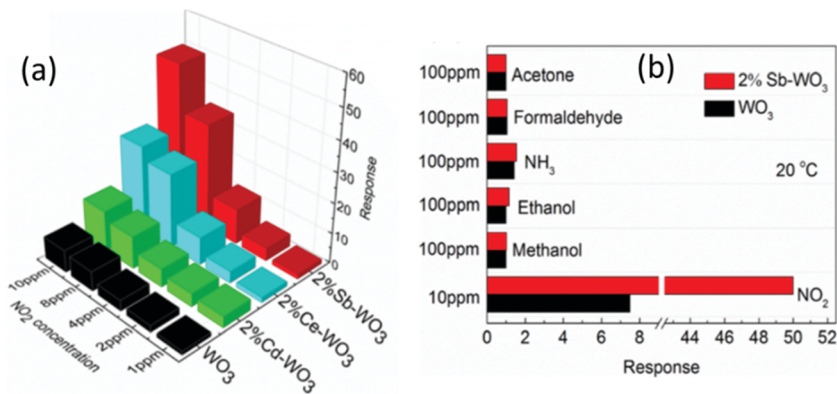 (a)
60
50
40
30
20
10
0
Response
10ppm
8ppm
4ppm
2ppm
1ppm
NO2 concentration
WO3
2%Cd-WO3
2%Ce-WO3
2%Sb-WO3
(b)
2% Sb-WO3
WO3
20 °C
100ppm Acetone
100ppm Formaldehyde
100ppm NH3
100ppm Ethanol
100ppm Methanol
10ppm NO2
0 2 4 6 8 44 46 48 50 52
Response